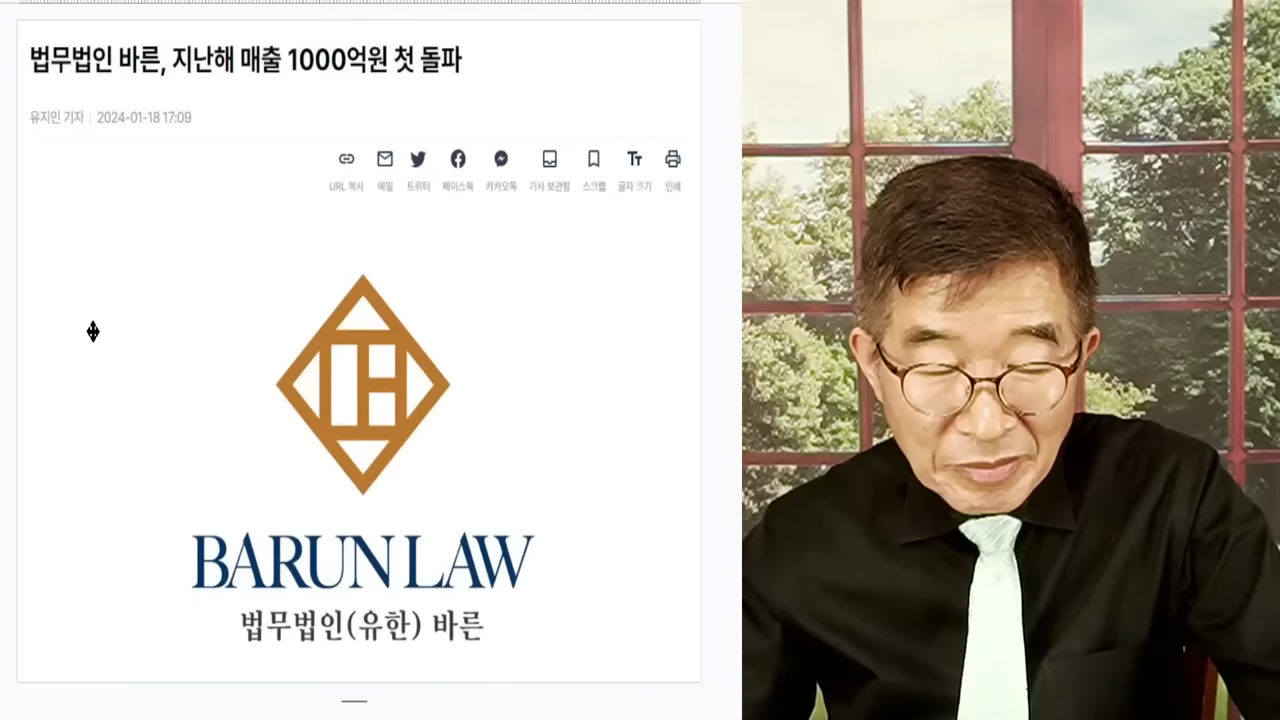 법무법인 바른, 지난해 매출 1000억원 첫 돌파
유지인 기자 | 2024-01-18 17:09
URL 복사 메일 트위터 페이스북 카카오톡 기사 보관함 스크랩 글자 크기 인쇄
BARUN LAW
법무법인(유한) 바른